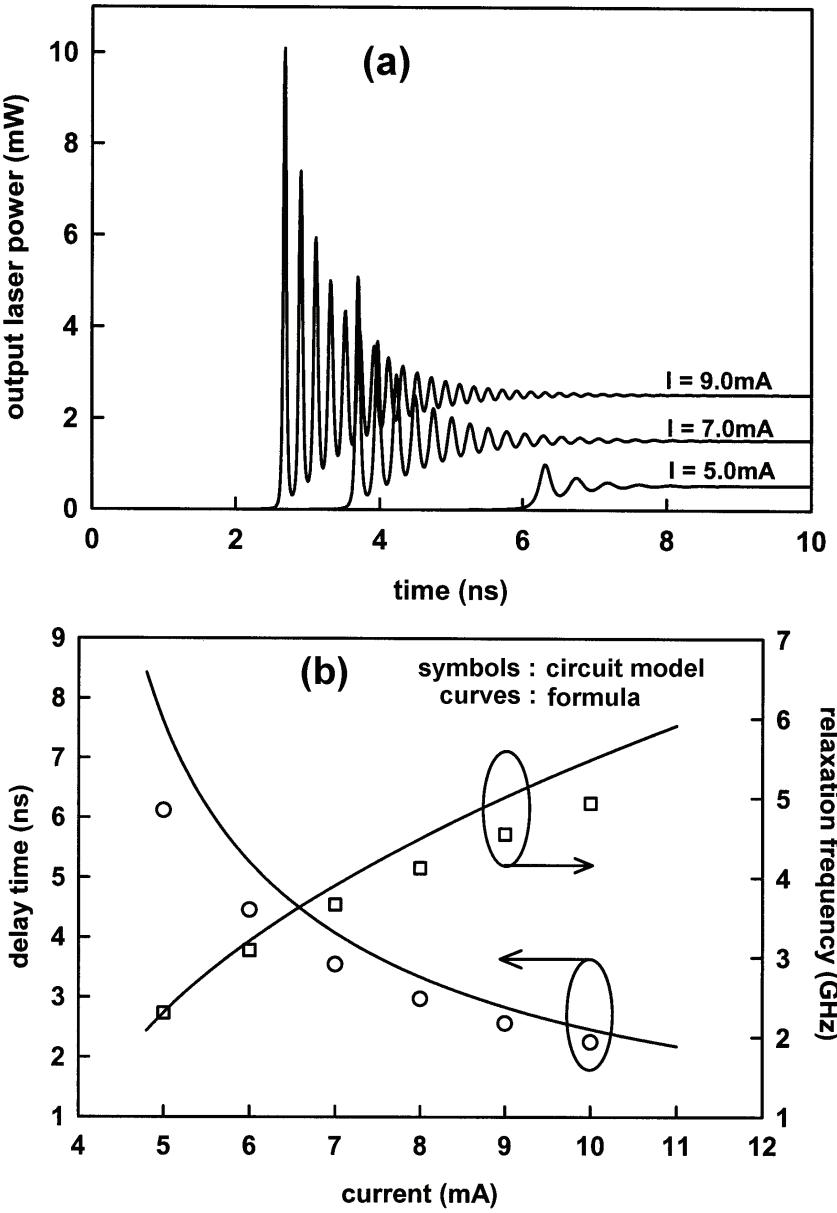 (a)
output laser power (mW)
10
8
6
4
2
0
I = 9.0mA
I = 7.0mA
I = 5.0mA
0 2 4 6 8 10
time (ns)
(b)
symbols : circuit model
curves : formula
delay time (ns)
9
8
7
6
5
4
3
2
1
relaxation frequency (GHz)
7
6
5
4
3
2
1
4 5 6 7 8 9 10 11 12
current (mA)